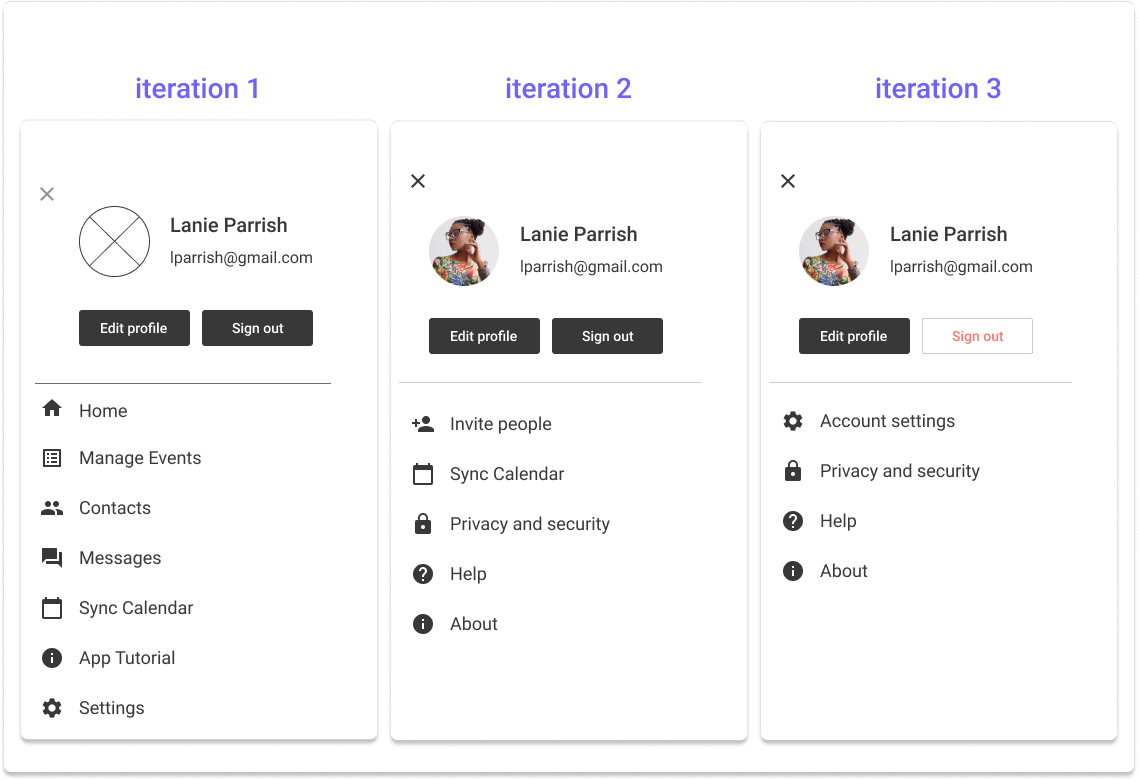 iteration 1
Lanie Parrish
lparrish@gmail.com
Edit profile
Sign out
Home
Manage Events
Contacts
Messages
Sync Calendar
App Tutorial
Settings
iteration 2
Lanie Parrish
lparrish@gmail.com
Edit profile
Sign out
Invite people
Sync Calendar
Privacy and security
Help
About
iteration 3
Lanie Parrish
lparrish@gmail.com
Edit profile
Sign out
Account settings
Privacy and security
Help
About